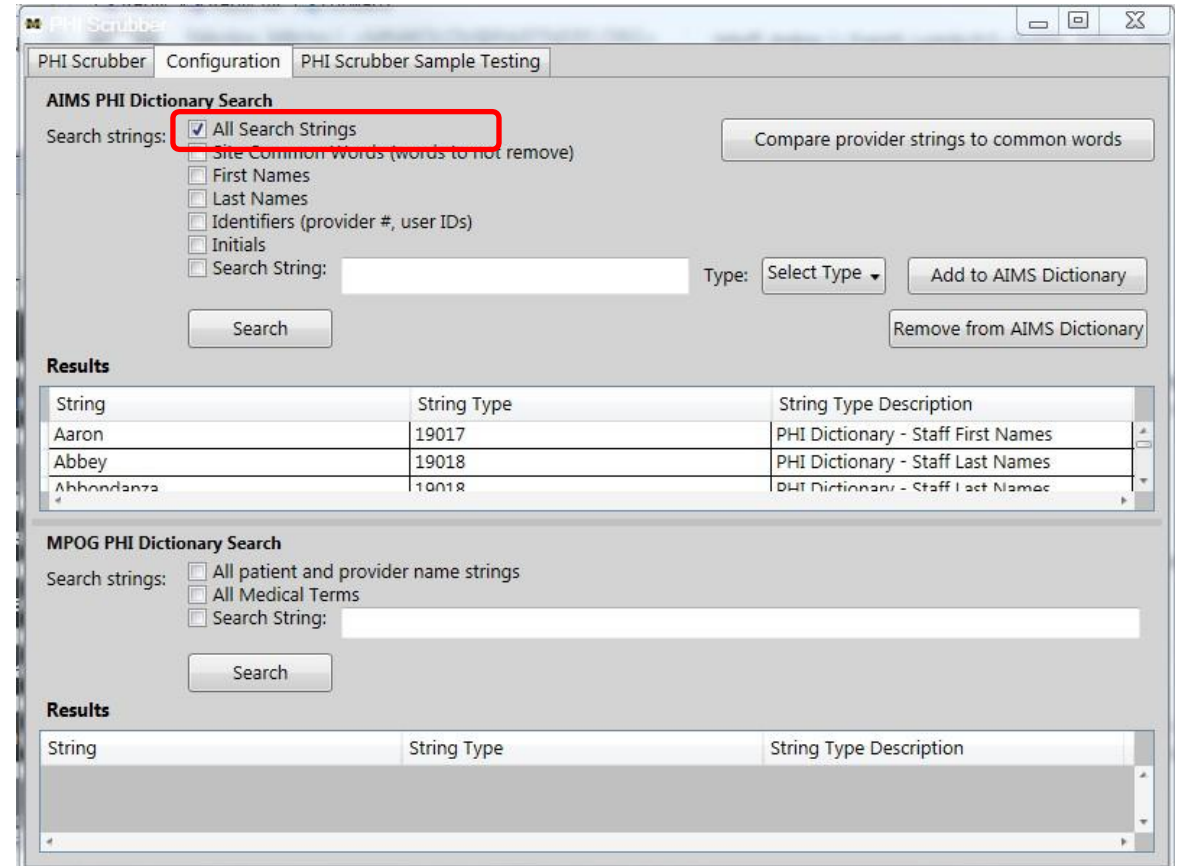 PHI Scrubber
PHI Scrubber Configuration PHI Scrubber Sample Testing
AIMS PHI Dictionary Search
Search strings: All Search Strings
Compare provider strings to common words
Site Common Words (words to not remove)
First Names
Last Names
Identifiers (provider #, user IDs)
Initials
Search String: Type: Select Type Add to AIMS Dictionary
Search Remove from AIMS Dictionary
Results
String String Type String Type Description
Aaron 19017 PHI Dictionary - Staff First Names
Abbey 19018 PHI Dictionary - Staff Last Names
Abbondanza 19018 PHI Dictionary - Staff Last Names
MPOG PHI Dictionary Search
Search strings: All patient and provider name strings
All Medical Terms
Search String:
Search
Results
String String Type String Type Description